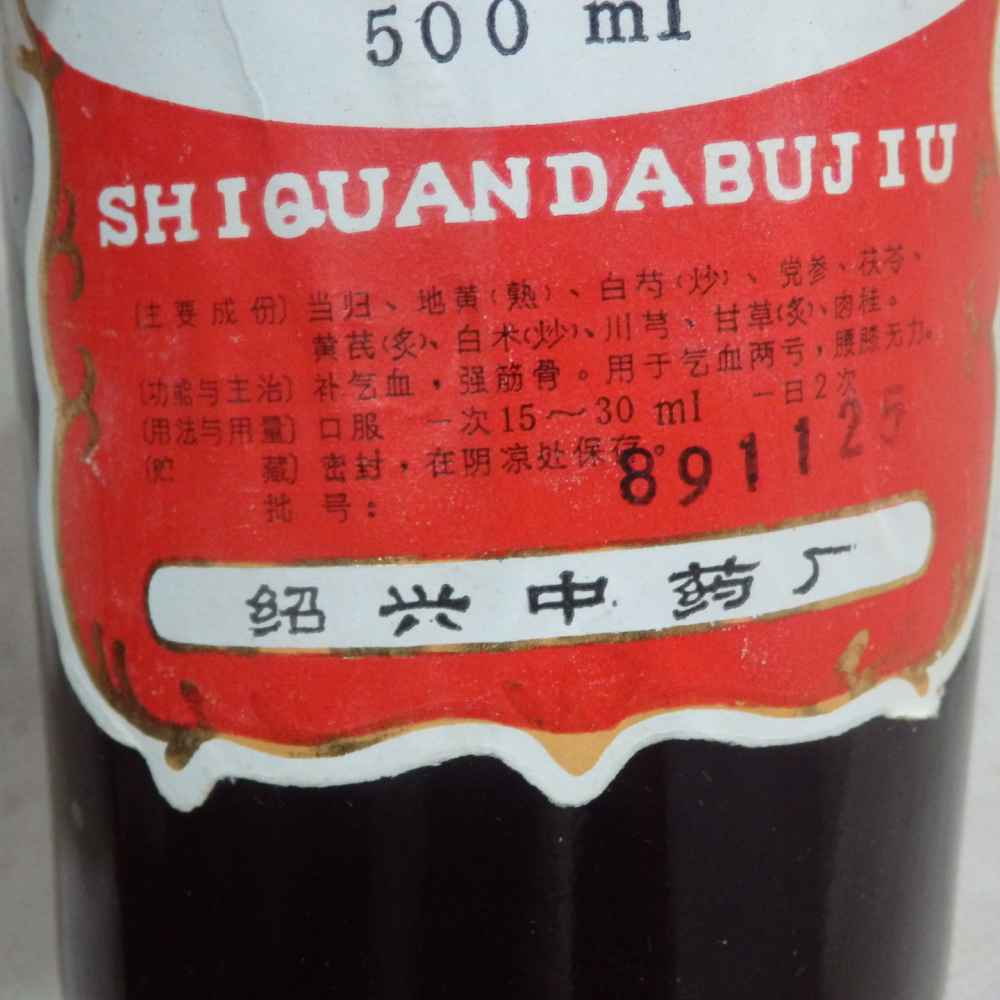 500 ml
SHIQUANDABUJIU
〔主要成份〕当归、地黄(熟)、白芍(炒)、党参、茯苓、
黄芪(炙)、白术(炒)、川芎、甘草(炙)、肉桂。
〔功能与主治〕补气血，强筋骨。用于气血两亏，腰膝无力。
〔用法与用量〕口服 一次15～30 ml 一日2次
〔贮藏〕密封，在阴凉处保存。
批号： 891125
绍兴中药厂